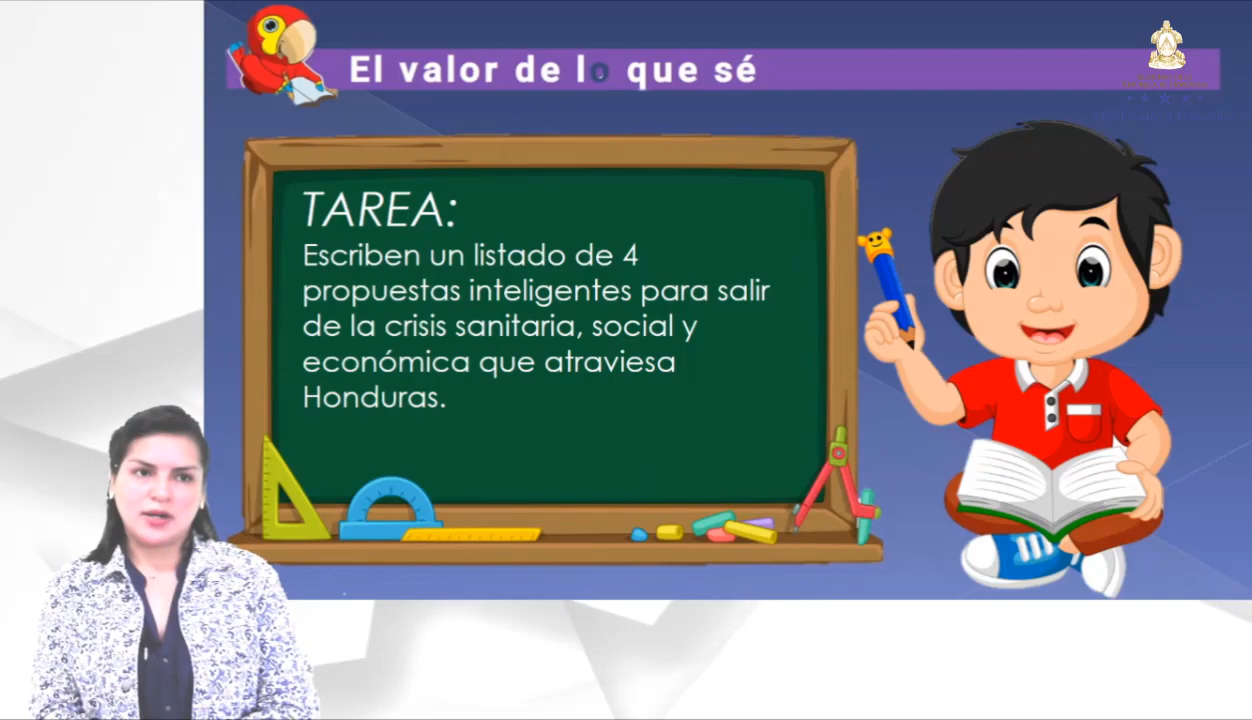 El valor de lo que sé
TAREA:
Escriben un listado de 4
propuestas inteligentes para salir
de la crisis sanitaria, social y
económica que atraviesa
Honduras.